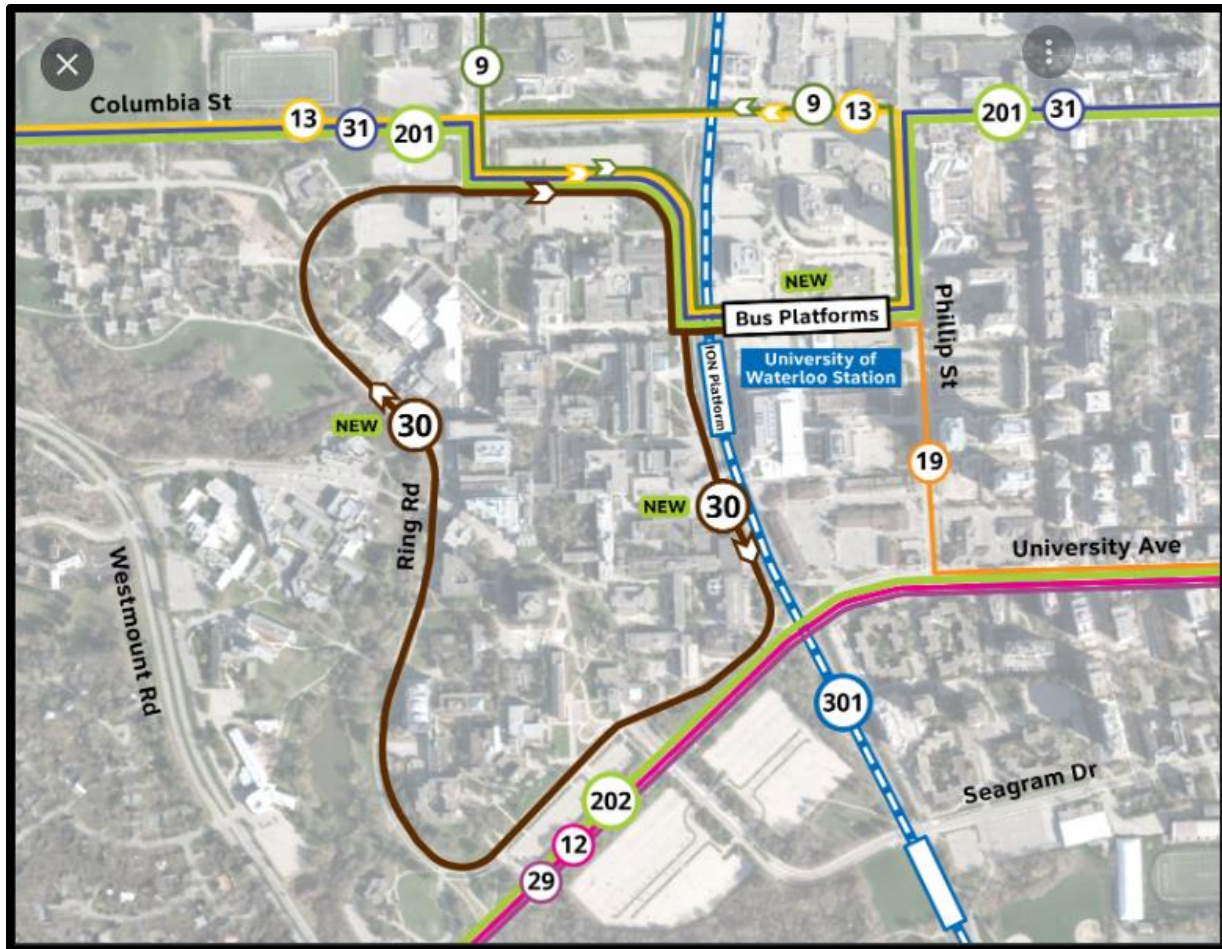 9
Columbia St
13
31
201
9
13
201
31
NEW
Bus Platforms
University of
Waterloo Station
ION Platform
Phillip St
NEW
30
19
NEW
30
Ring Rd
University Ave
Westmount Rd
301
Seagram Dr
202
12
29